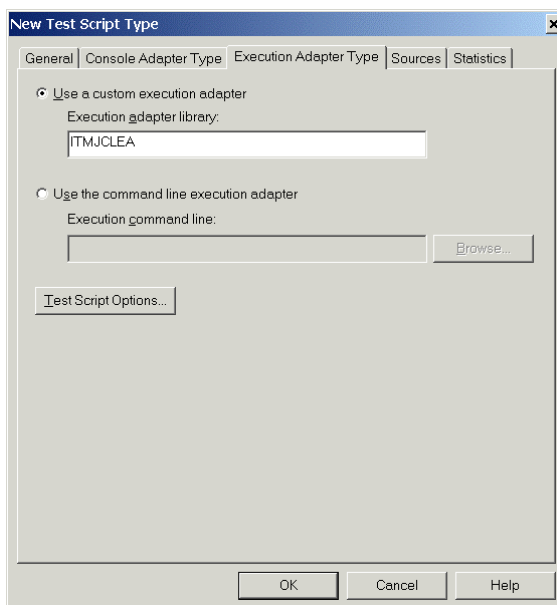 New Test Script Type
General Console Adapter Type Execution Adapter Type Sources Statistics
Use a custom execution adapter
Execution adapter library:
ITMJCLEA
Use the command line execution adapter
Execution command line:
Browse...
Test Script Options...
OK Cancel Help